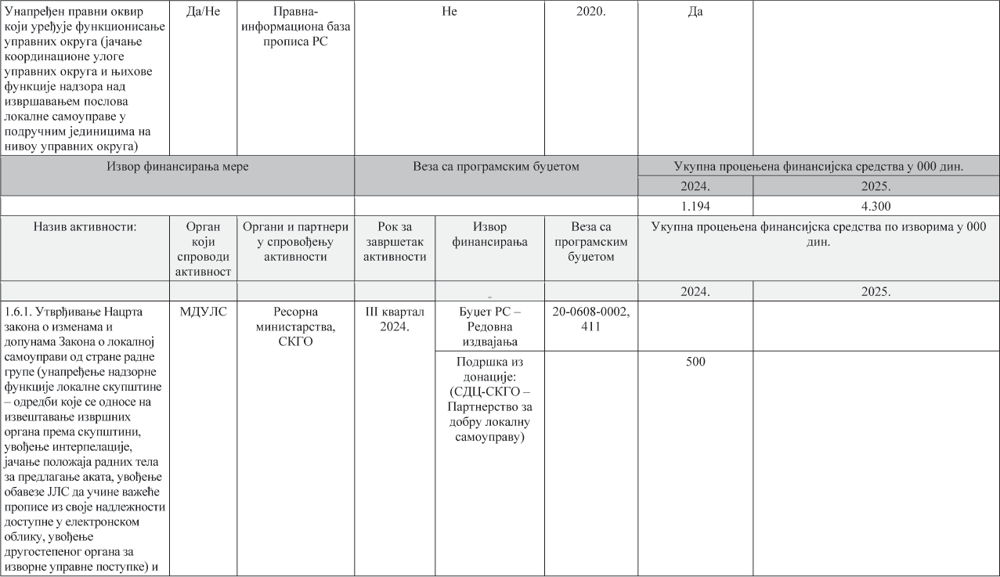 Унапређен правни оквир
који уређује функционисање
управних округа (јачање
координационе улоге
управних округа и њихове
функције надзора над
извршавањем послова
локалне самоуправе у
подручним јединицима на
нивоу управних округа)
Да/Не
Правна-
информациона база
прописа РС
Не
2020.
Да
Извор финансирања мере
Веза са програмским буџетом
Укупна процењена финансијска средства у 000 дин.
2024.
2025.
1.194
4.300
Назив активности:
Орган
који
спроводи
активност
Органи и партнери
у спровођењу
активности
Рок за
завршетак
активности
Извор
финансирања
Веза са
програмским
буџетом
Укупна процењена финансијска средства по изворима у 000
дин.
2024.
2025.
1.6.1. Утврђивање Нацрта
закона о изменама и
допунама Закона о локалној
самоуправи од стране радне
групе (унапређење надзорне
функције локалне скупштине
– одредби које се односе на
извештавање извршних
органа према скупштини,
увођење интерпелације,
јачање положаја радних тела
за предлагање аката, увођење
обавезе ЈЛС да учине важеће
прописе из своје надлежности
доступне у електронском
облику, увођење
другостепеног органа за
изворне управне поступке) и
МДУЛС
Ресорна
министарства,
СКГО
III квартал
2024.
Буџет РС –
Редовна
издвајања
20-0608-0002,
411
Подршка из
донације:
(СДЦ-СКГО –
Партнерство за
добру локалну
самоуправу)
500